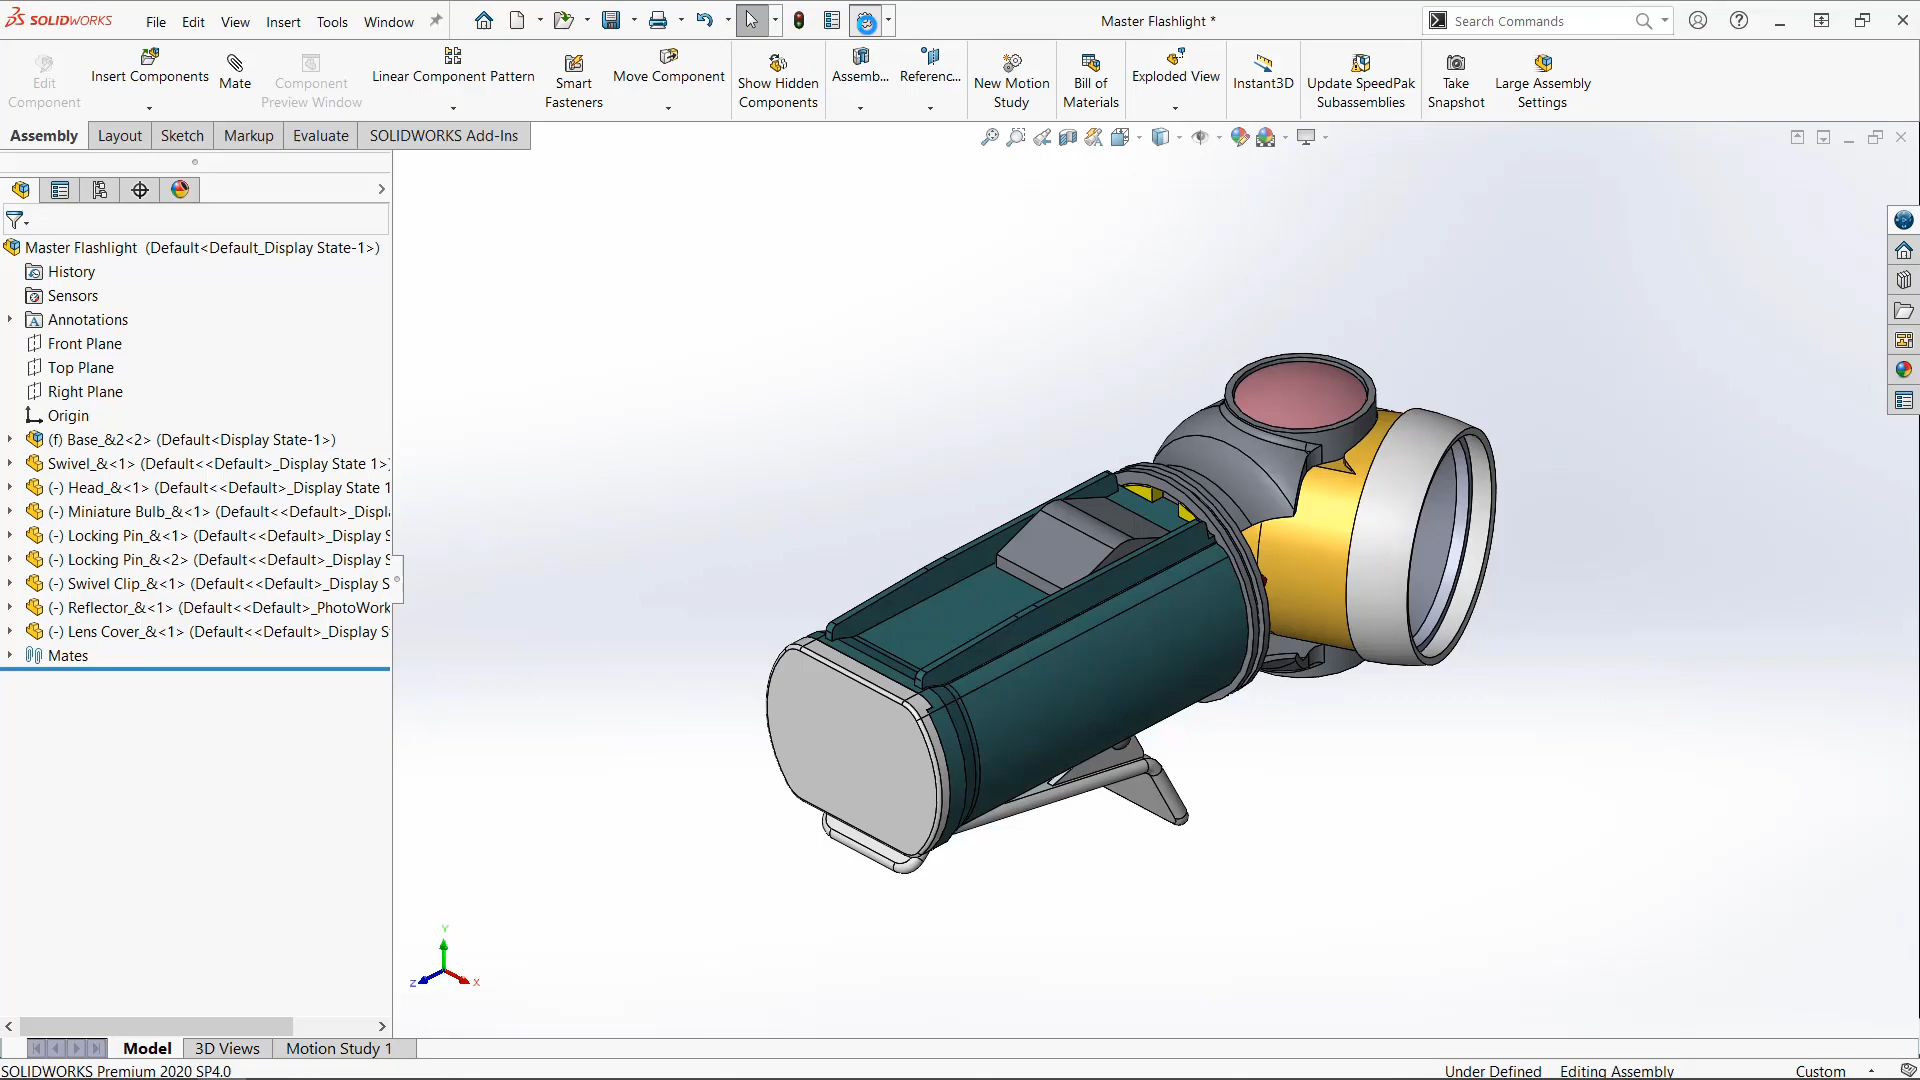 SOLIDWORKS File Edit View Insert Tools Window Master Flashlight * Search Commands
Edit Component
Insert Components
Mate
Component Preview Window
Linear Component Pattern
Smart Fasteners
Move Component
Show Hidden Components
Assemb...
Referenc...
New Motion Study
Bill of Materials
Exploded View
Instant3D
Update SpeedPak Subassemblies
Take Snapshot
Large Assembly Settings
Assembly Layout Sketch Markup Evaluate SOLIDWORKS Add-Ins
Master Flashlight (Default<Default_Display State-1>)
History
Sensors
Annotations
Front Plane
Top Plane
Right Plane
Origin
(f) Base_&2<2> (Default<Display State-1>)
Swivel_&<1> (Default<<Default>_Display State 1>
(-) Head_&<1> (Default<<Default>_Display State 1
(-) Miniature Bulb_&<1> (Default<<Default>_Displ
(-) Locking Pin_&<1> (Default<<Default>_Display S
(-) Locking Pin_&<2> (Default<<Default>_Display S
(-) Swivel Clip_&<1> (Default<<Default>_Display S
(-) Reflector_&<1> (Default<<Default>_PhotoWork
(-) Lens Cover_&<1> (Default<<Default>_Display S
Mates
Y
Z X
Model 3D Views Motion Study 1
SOLIDWORKS Premium 2020 SP4.0 Under Defined Editing Assembly Custom